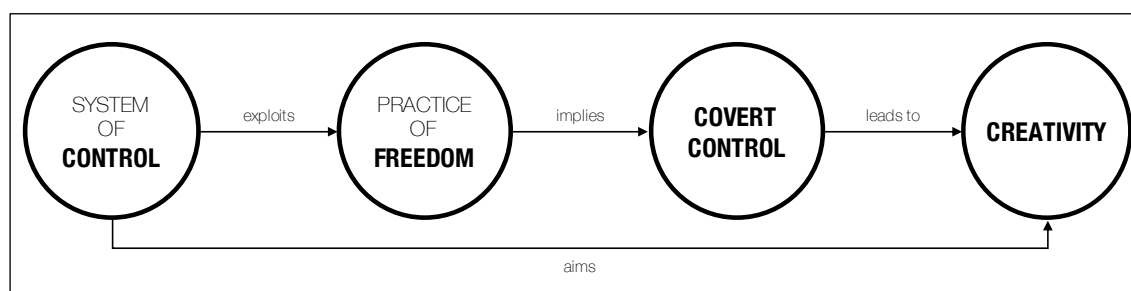 SYSTEM
OF
CONTROL
exploits
PRACTICE
OF
FREEDOM
implies
COVERT
CONTROL
leads to
CREATIVITY
aims